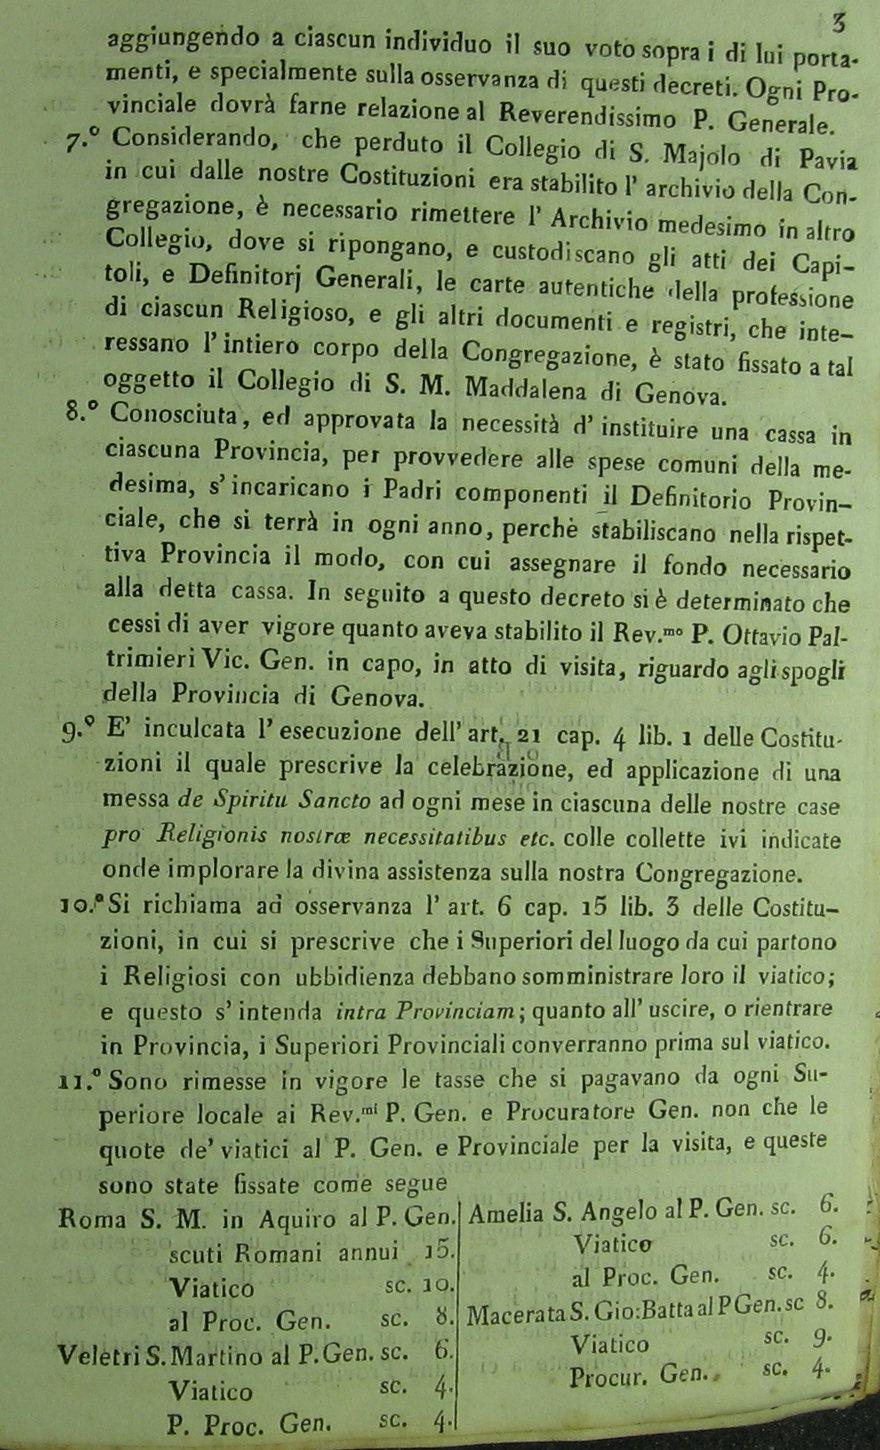 3
aggiungendo a ciascun individuo il suo voto sopra i di lui porta-
menti, e specialmente sulla osservanza di questi decreti. Ogni Pro-
vinciale dovrà farne relazione al Reverendissimo P. Generale.
7.° Considerando, che perduto il Collegio di S. Majolo di Pavia
in cui dalle nostre Costituzioni era stabilito l' archivio della Con-
gregazione, è necessario rimettere l' Archivio medesimo in altro
Collegio, dove si ripongano, e custodiscano gli atti dei Capi-
toli, e Definitorj Generali, le carte autentiche della professione
di ciascun Religioso, e gli altri documenti e registri, che inte-
ressano l' intiero corpo della Congregazione, è stato fissato a tal
oggetto il Collegio di S. M. Maddalena di Genova.
8.° Conosciuta, ed approvata la necessità d' instituire una cassa in
ciascuna Provincia, per provvedere alle spese comuni della me-
desima, s' incaricano i Padri componenti il Definitorio Provin-
ciale, che si terrà in ogni anno, perchè stabiliscano nella rispet-
tiva Provincia il modo, con cui assegnare il fondo necessario
alla detta cassa. In seguito a questo decreto si è determinato che
cessi di aver vigore quanto aveva stabilito il Rev.mo P. Ottavio Pal-
trimieri Vic. Gen. in capo, in atto di visita, riguardo agli spogli
della Provincia di Genova.
9.° E' inculcata l' esecuzione dell' art. 21 cap. 4 lib. 1 delle Costitu-
zioni il quale prescrive la celebrazione, ed applicazione di una
messa de Spiritu Sancto ad ogni mese in ciascuna delle nostre case
pro Religionis nostræ necessitatibus etc. colle collette ivi indicate
onde implorare la divina assistenza sulla nostra Congregazione.
10.° Si richiama ad osservanza l' art. 6 cap. 15 lib. 3 delle Costitu-
zioni, in cui si prescrive che i Superiori del luogo da cui partono
i Religiosi con ubbidienza debbano somministrare loro il viatico;
e questo s' intenda intra Provinciam; quanto all' uscire, o rientrare
in Provincia, i Superiori Provinciali converranno prima sul viatico.
11.° Sono rimesse in vigore le tasse che si pagavano da ogni Su-
periore locale ai Rev.mi P. Gen. e Procuratore Gen. non che le
quote de' viatici al P. Gen. e Provinciale per la visita, e queste
sono state fissate come segue
Roma S. M. in Aquiro al P. Gen.
scuti Romani annui 15.
Viatico sc. 10.
al Proc. Gen. sc. 8.
Veletri S. Martino al P. Gen. sc. 6.
Viatico sc. 4.
P. Proc. Gen. sc. 4.
Amelia S. Angelo al P. Gen. sc. 6.
Viatico sc. 6.
al Proc. Gen. sc. 4.
Macerata S. Gio: Batta al P Gen. sc 8.
Viatico sc. 9.
Procur. Gen. sc. 4.